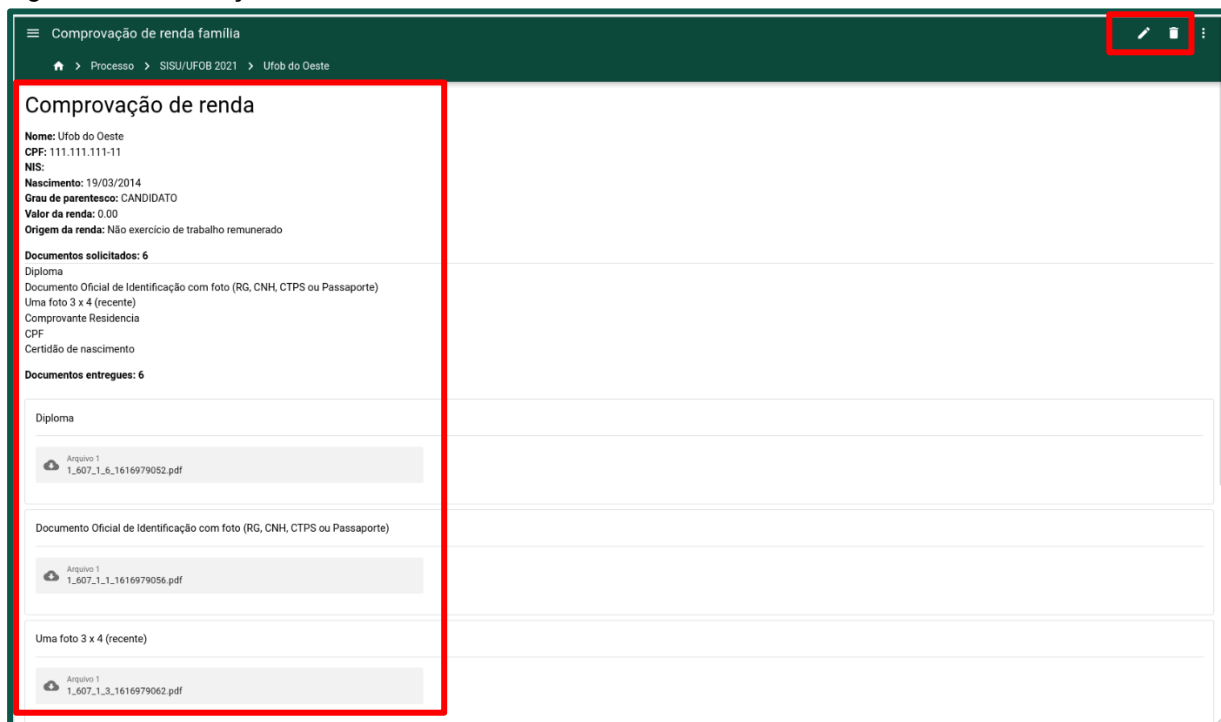 Comprovação de renda família
> Processo > SISU/UFOB 2021 > Ufob do Oeste
Comprovação de renda
Nome: Ufob do Oeste
CPF: 111.111.111-11
NIS:
Nascimento: 19/03/2014
Grau de parentesco: CANDIDATO
Valor da renda: 0.00
Origem da renda: Não exercício de trabalho remunerado
Documentos solicitados: 6
Diploma
Documento Oficial de Identificação com foto (RG, CNH, CTPS ou Passaporte)
Uma foto 3 x 4 (recente)
Comprovante Residencia
CPF
Certidão de nascimento
Documentos entregues: 6
Diploma
Arquivo 1
1_607_1_6_1616979052.pdf
Documento Oficial de Identificação com foto (RG, CNH, CTPS ou Passaporte)
Arquivo 1
1_607_1_1_1616979056.pdf
Uma foto 3 x 4 (recente)
Arquivo 1
1_607_1_3_1616979062.pdf